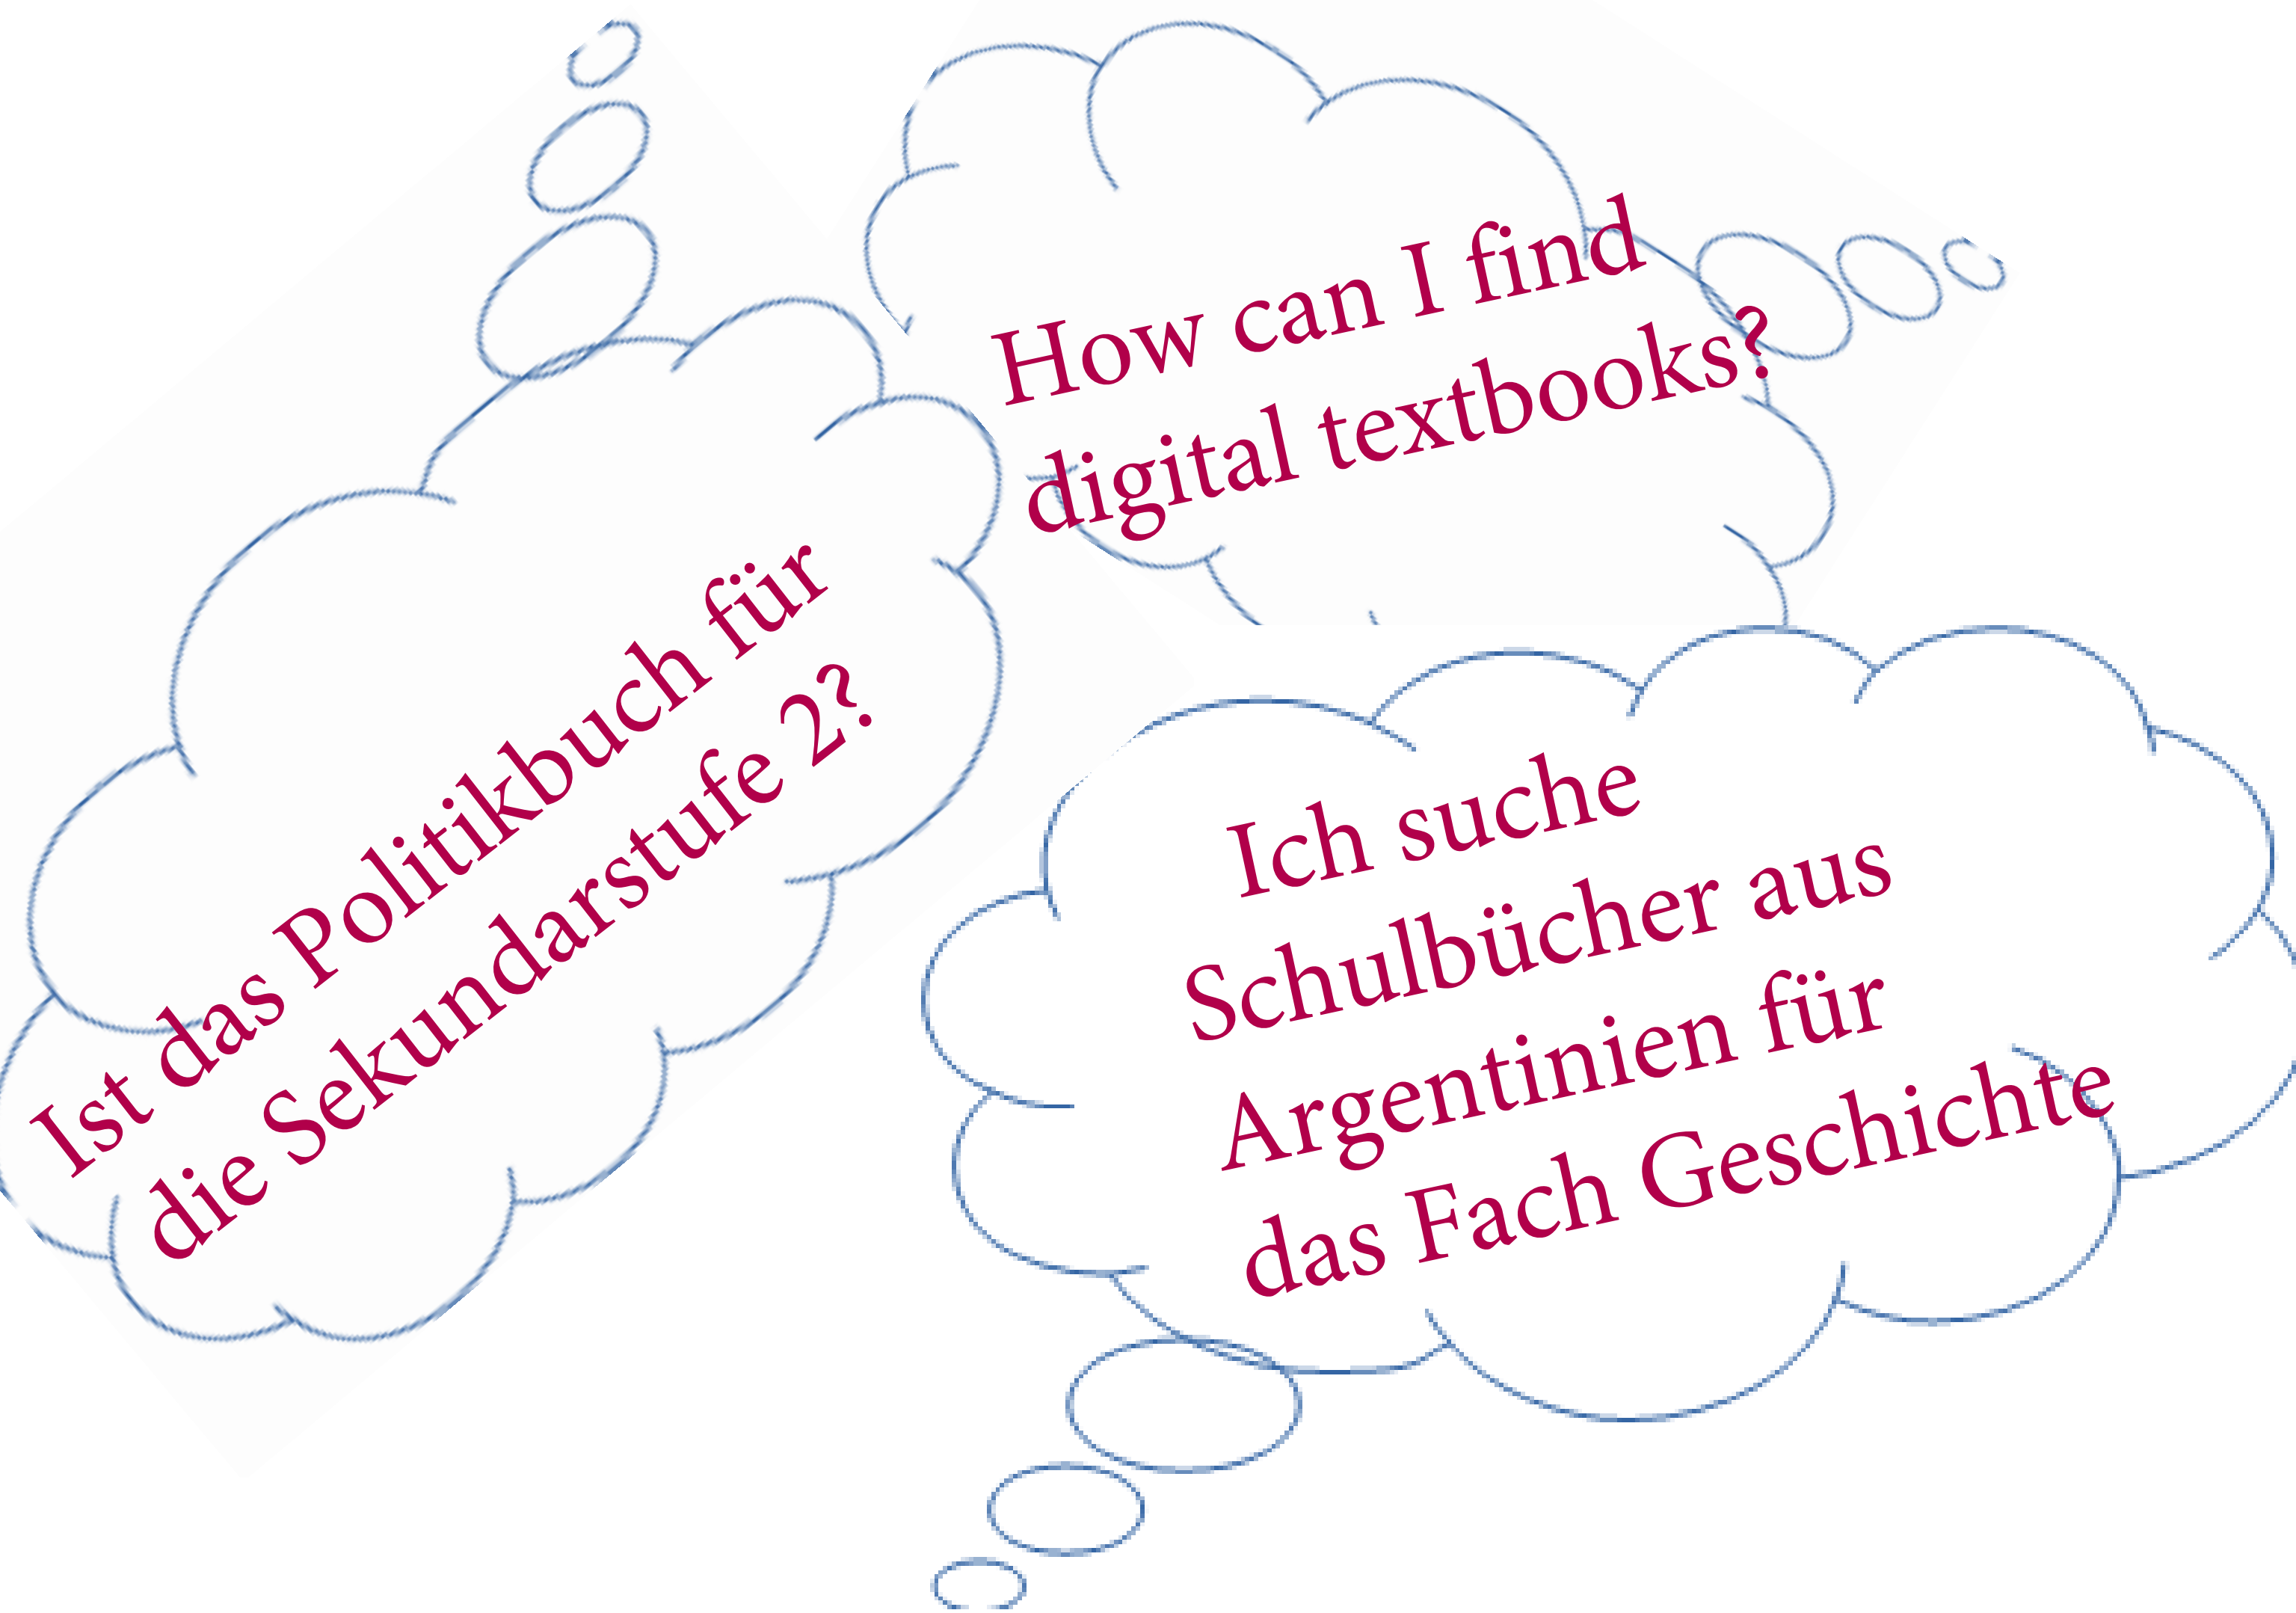 How can I find
digital textbooks?
Ist das Politikbuch für
die Sekundarstufe 2?
Ich suche
Schulbücher aus
Argentinien für
das Fach Geschichte